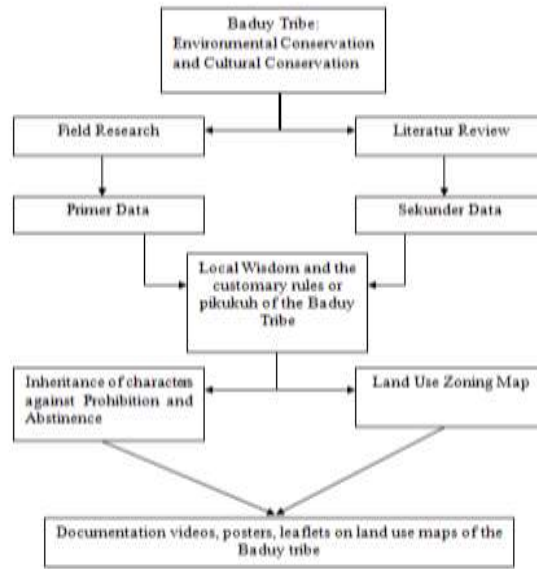 Baduy Tribe:
Environmental Conservation
and Cultural Conservation
Field Research
Literatur Review
Primer Data
Sekunder Data
Local Wisdom and the
customary rules or
pikukuh of the Baduy
Tribe
Inheritance of characters
against Prohibition and
Abstinence
Land Use Zoning Map
Documentation videos, posters, leaflets on land use maps of the
Baduy tribe